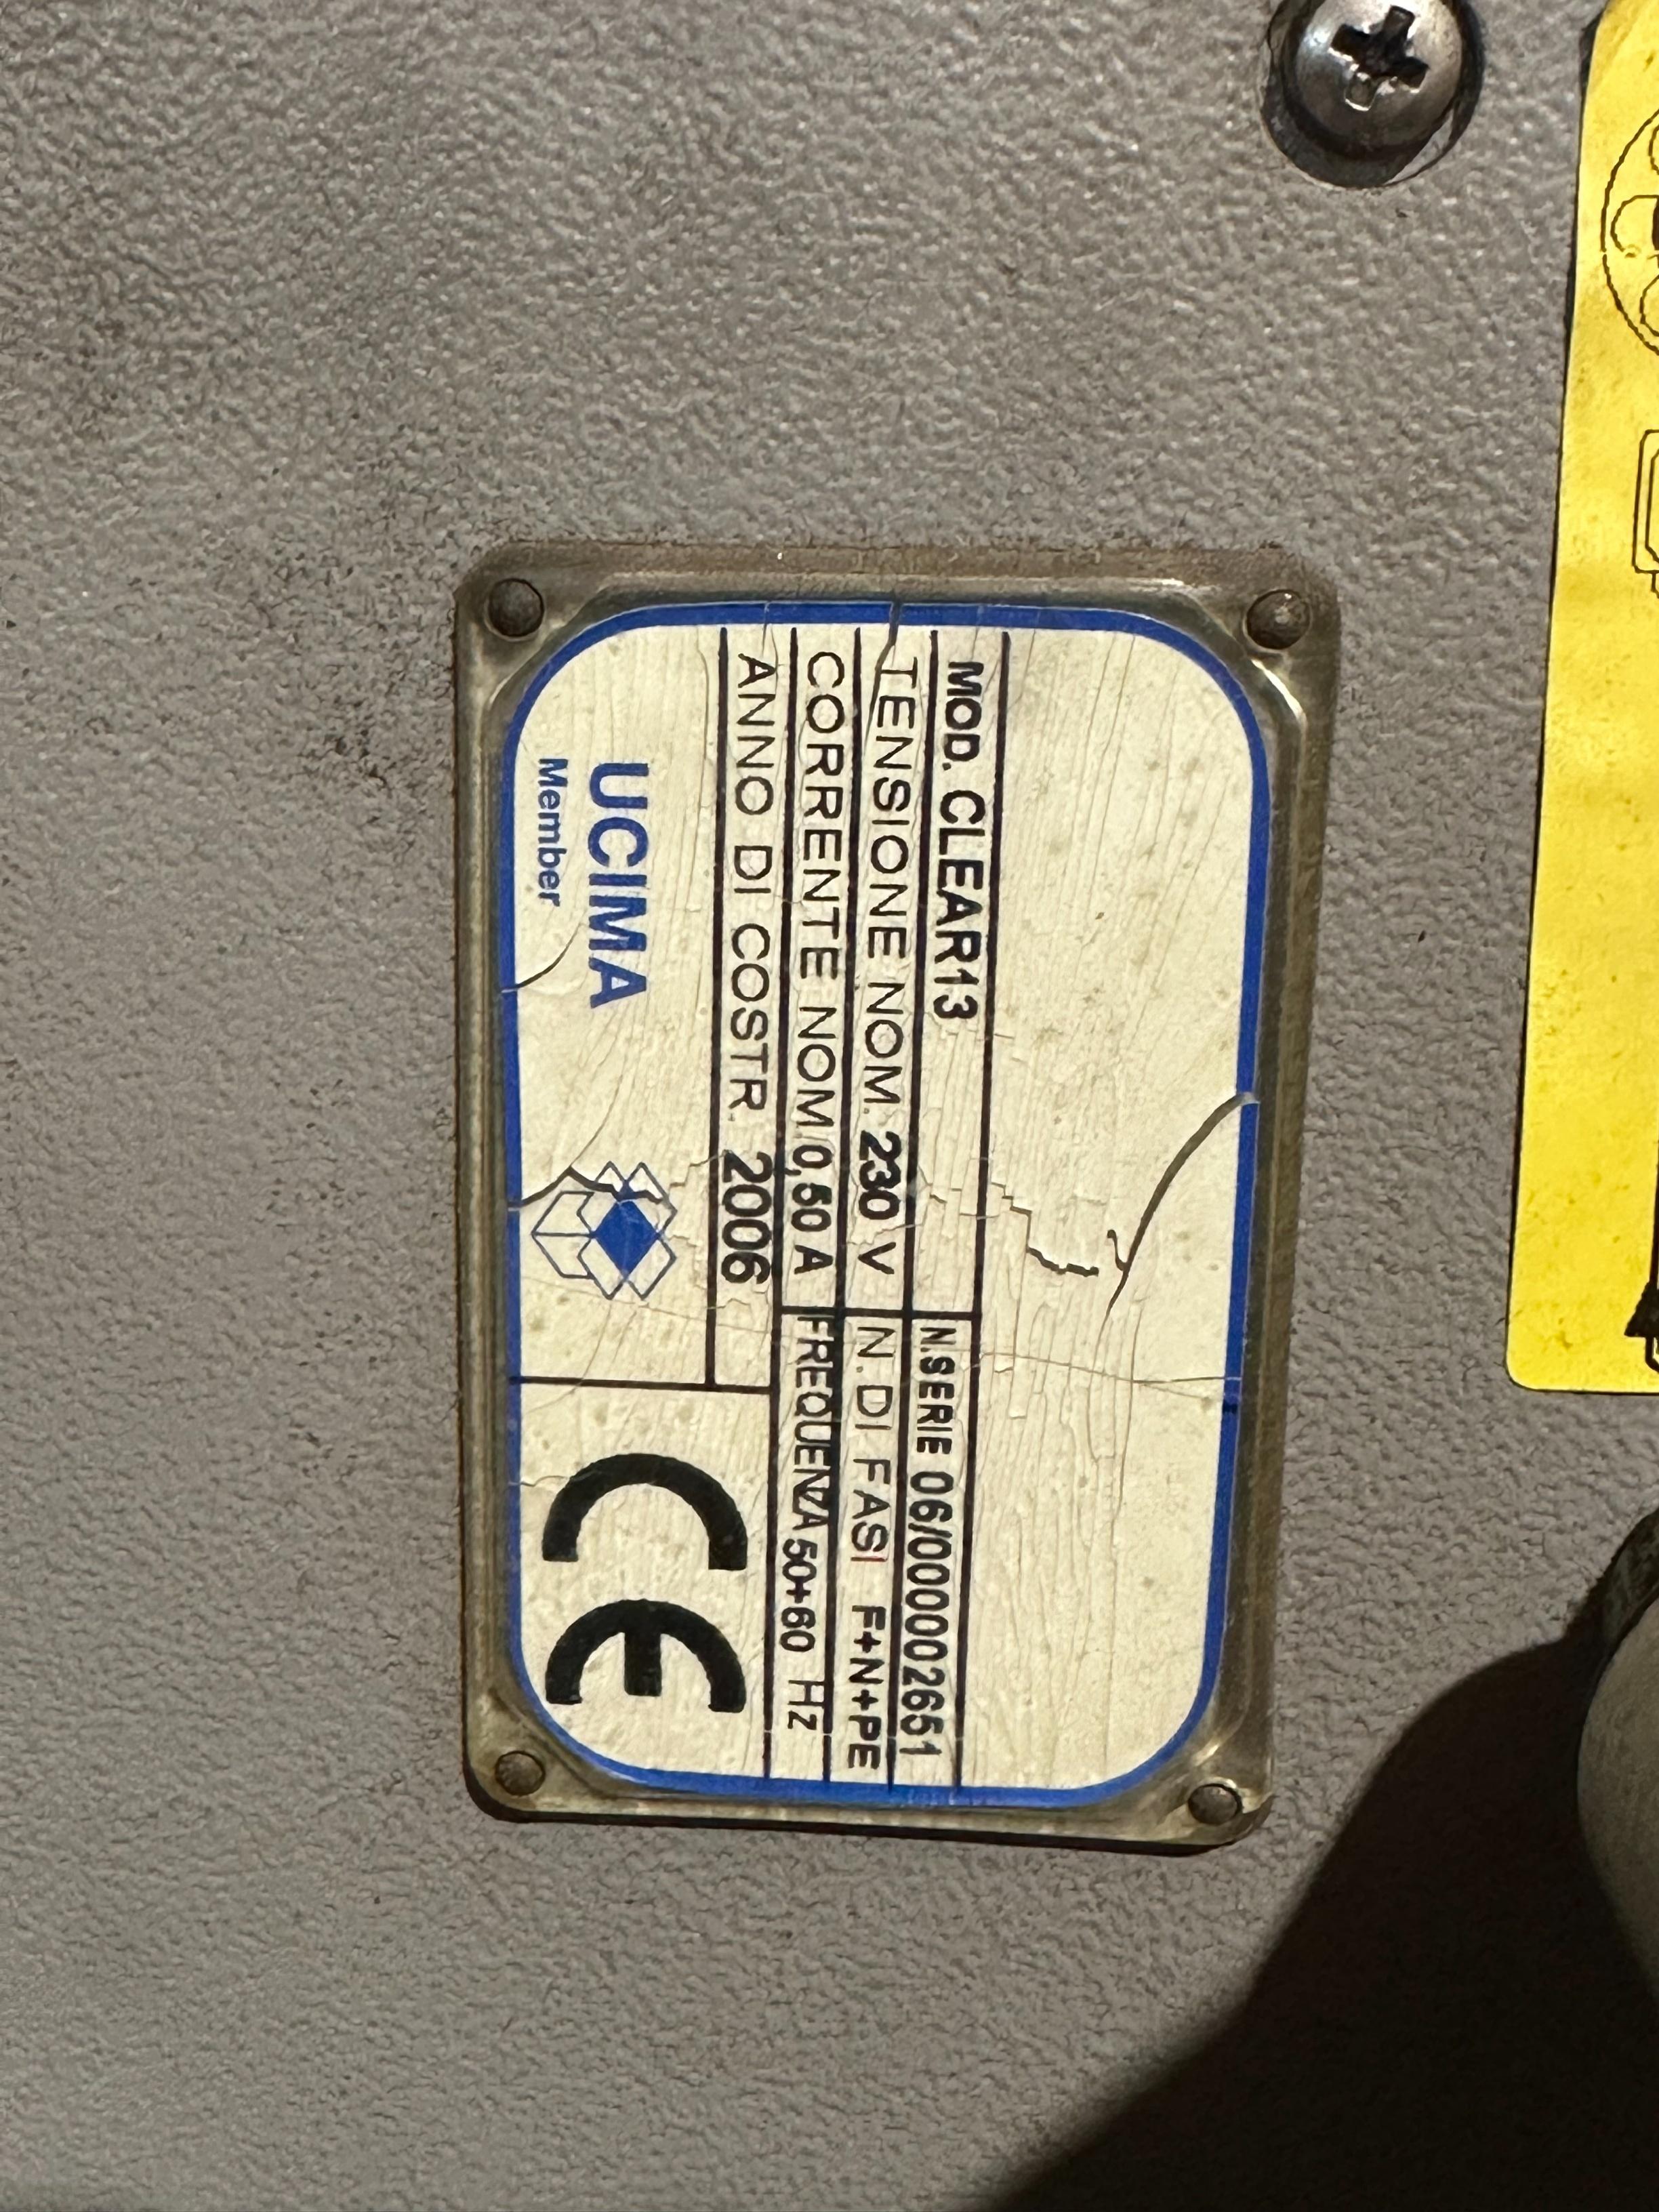 MOD. CLEAR13
N.SERIE 06/00002651
TENSIONE NOM. 230 V
N. DI FASI F+N+PE
CORRENTE NOM. 0,50 A
FREQUENZA 50+60 Hz
ANNO DI COSTR. 2006
UCIMA
Member
CE